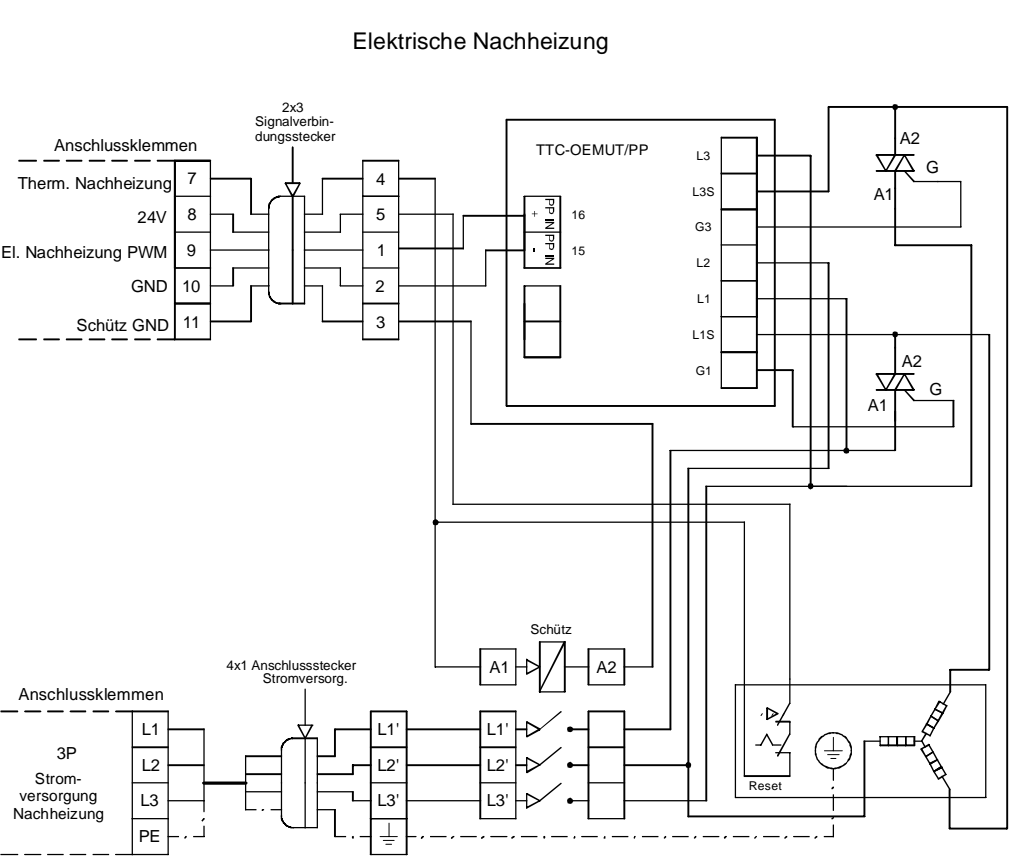 Elektrische Nachheizung
2x3
Signalverbin-
dungsstecker
Anschlussklemmen
Therm. Nachheizung 7
24V 8
El. Nachheizung PWM 9
GND 10
Schütz GND 11
4
5
1
2
3
TTC-OEMUT/PP
+ PP IN 16
- PP IN 15
L3
L3S
G3
L2
L1
L1S
G1
A2
G
A1
A2
G
A1
Schütz
A1
A2
4x1 Anschlussstecker
Stromversorg.
Anschlussklemmen
3P
Strom-
versorgung
Nachheizung
L1
L2
L3
PE
L1'
L2'
L3'
L1'
L2'
L3'
Reset